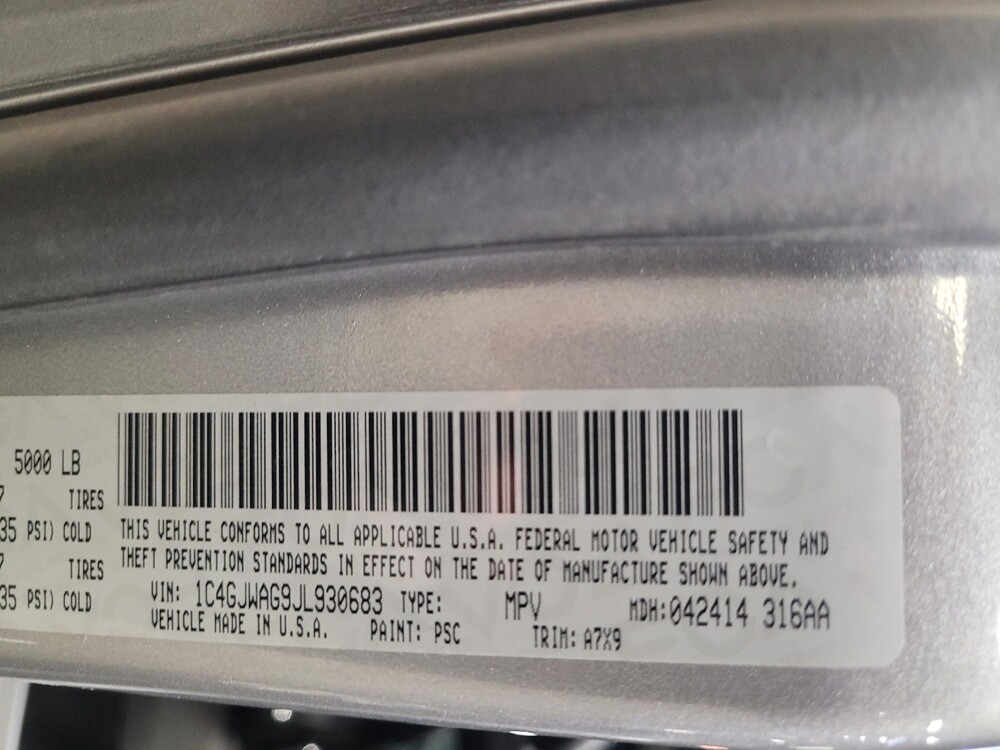 5000 LB
7 TIRES
35 PSI) COLD
7 TIRES
35 PSI) COLD
THIS VEHICLE CONFORMS TO ALL APPLICABLE U.S.A. FEDERAL MOTOR VEHICLE SAFETY AND
THEFT PREVENTION STANDARDS IN EFFECT ON THE DATE OF MANUFACTURE SHOWN ABOVE.
VIN: 1C4GJWAG9JL930683 TYPE: MPV MDH:042414 316AA
VEHICLE MADE IN U.S.A. PAINT: PSC TRIM: A7X9